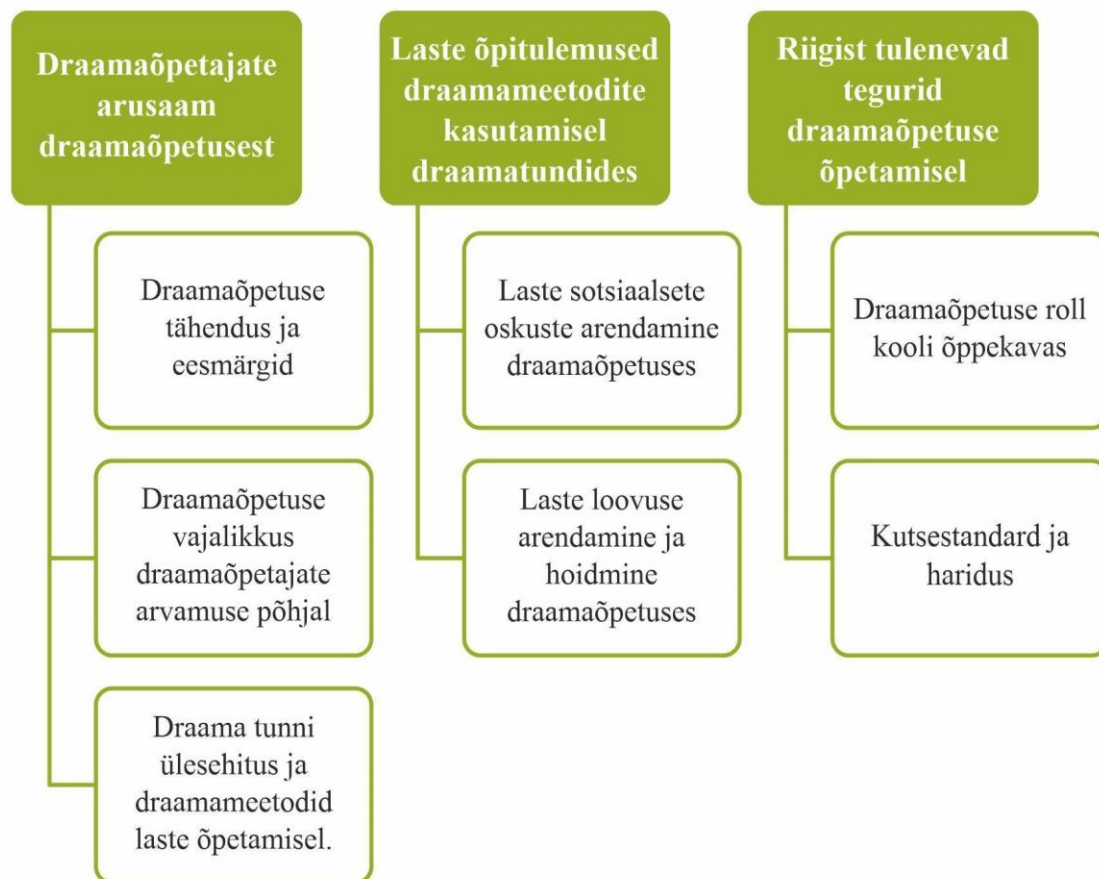 Draamaõpetajate
arusaam
draamaõpetusest
Draamaõpetuse
tähendus ja
eesmärgid
Draamaõpetuse
vajalikkus
draamaõpetajate
arvamuse põhjal
Draama tunni
ülesehitus ja
draamameetodid
laste õpetamisel.
Laste õpitulemused
draamameetodite
kasutamisel
draamatundides
Laste sotsiaalsete
oskuste arendamine
draamaõpetuses
Laste loovuse
arendamine ja
hoidmine
draamaõpetuses
Riigist tulenevad
tegurid
draamaõpetuse
õpetamisel
Draamaõpetuse roll
kooli õppekavas
Kutsestandard ja
haridus